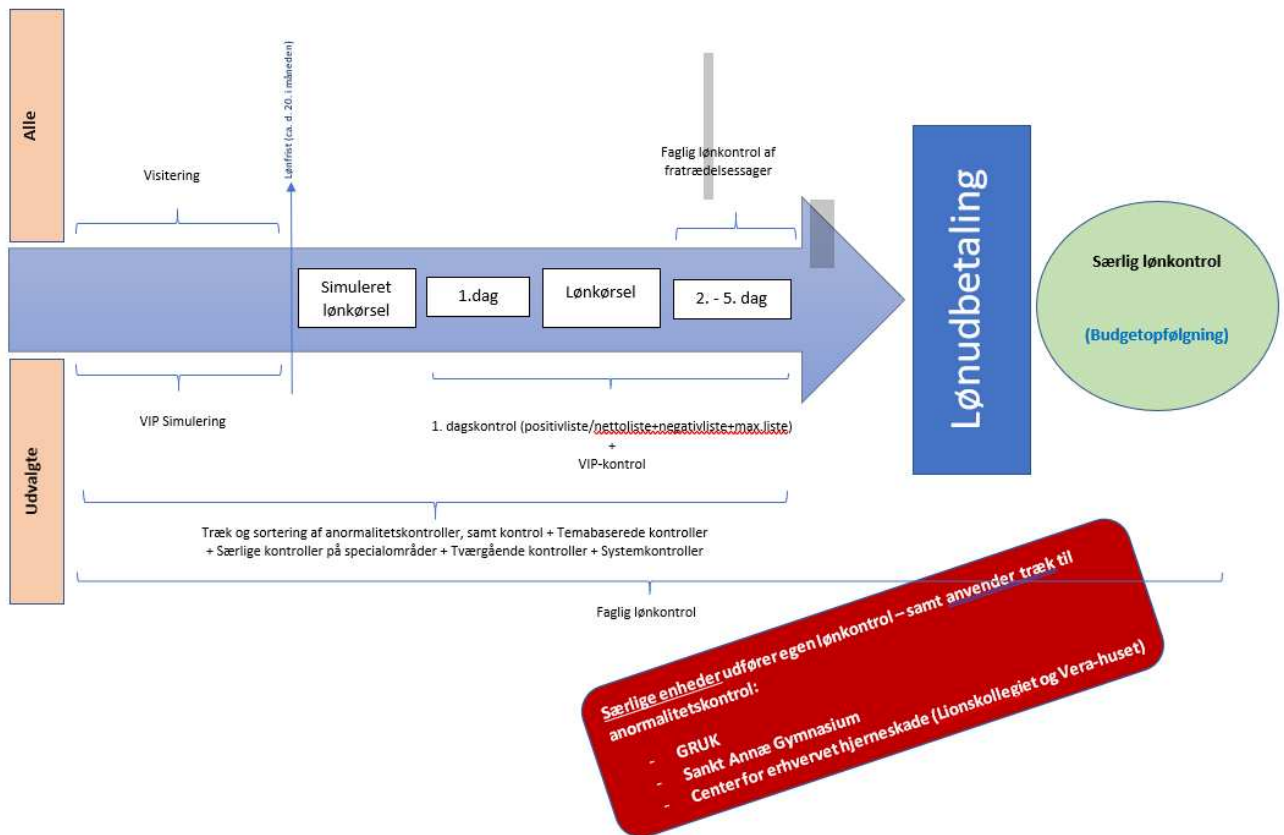 Alle
Visitering
Lønfrist (ca. d. 20. i måneden)
Faglig lønkontrol af
fratrædelsessager
Simuleret
lønkørsel
1.dag
Lønkørsel
2. - 5. dag
Lønudbetaling
Særlig lønkontrol
(Budgetopfølgning)
Udvalgte
VIP Simulering
1. dagskontrol (positivliste/nettoliste+negativliste+max.liste)
+
VIP-kontrol
Træk og sortering af anormalitetskontroller, samt kontrol + Temabaserede kontroller
+ Særlige kontroller på specialområder + Tværgående kontroller + Systemkontroller
Faglig lønkontrol
Særlige enheder udfører egen lønkontrol – samt anvender træk til
anormalitetskontrol:
- GRUK
- Sankt Annæ Gymnasium
- Center for erhvervet hjerneskade (Lionskollegiet og Vera-huset)